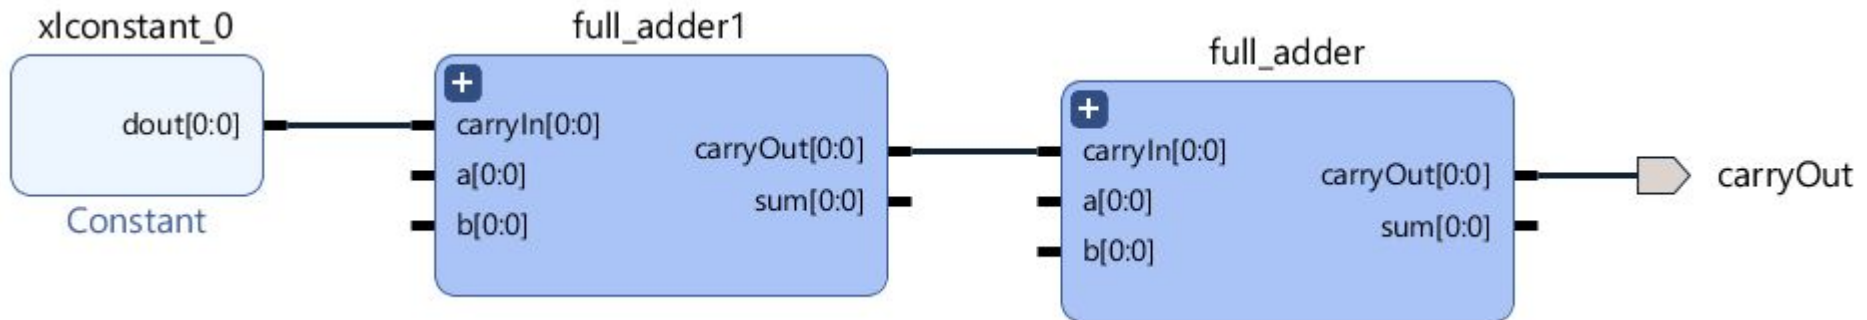 xlconstant_0
dout[0:0]
Constant
full_adder1
carryIn[0:0]
a[0:0]
b[0:0]
carryOut[0:0]
sum[0:0]
full_adder
carryIn[0:0]
a[0:0]
b[0:0]
carryOut[0:0]
sum[0:0]
carryOut